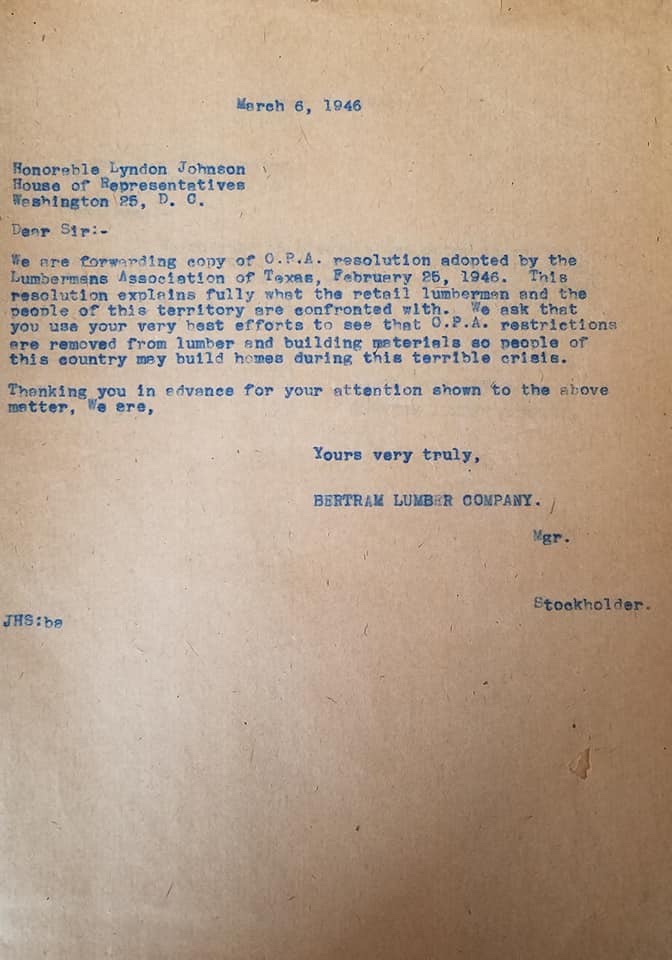 March 6, 1946
Honorable Lyndon Johnson
House of Representatives
Washington 25, D. C.
Dear Sir:-
We are forwarding copy of O.P.A. resolution adopted by the
Lumbermans Association of Texas, February 25, 1946. This
resolution explains fully what the retail lumberman and the
people of this territory are confronted with. We ask that
you use your very best efforts to see that O.P.A. restrictions
are removed from lumber and building materials so people of
this country may build homes during this terrible crisis.
Thanking you in advance for your attention shown to the above
matter, We are,
Yours very truly,
BERTRAM LUMBER COMPANY.
Mgr.
Stockholder.
JHS:bs